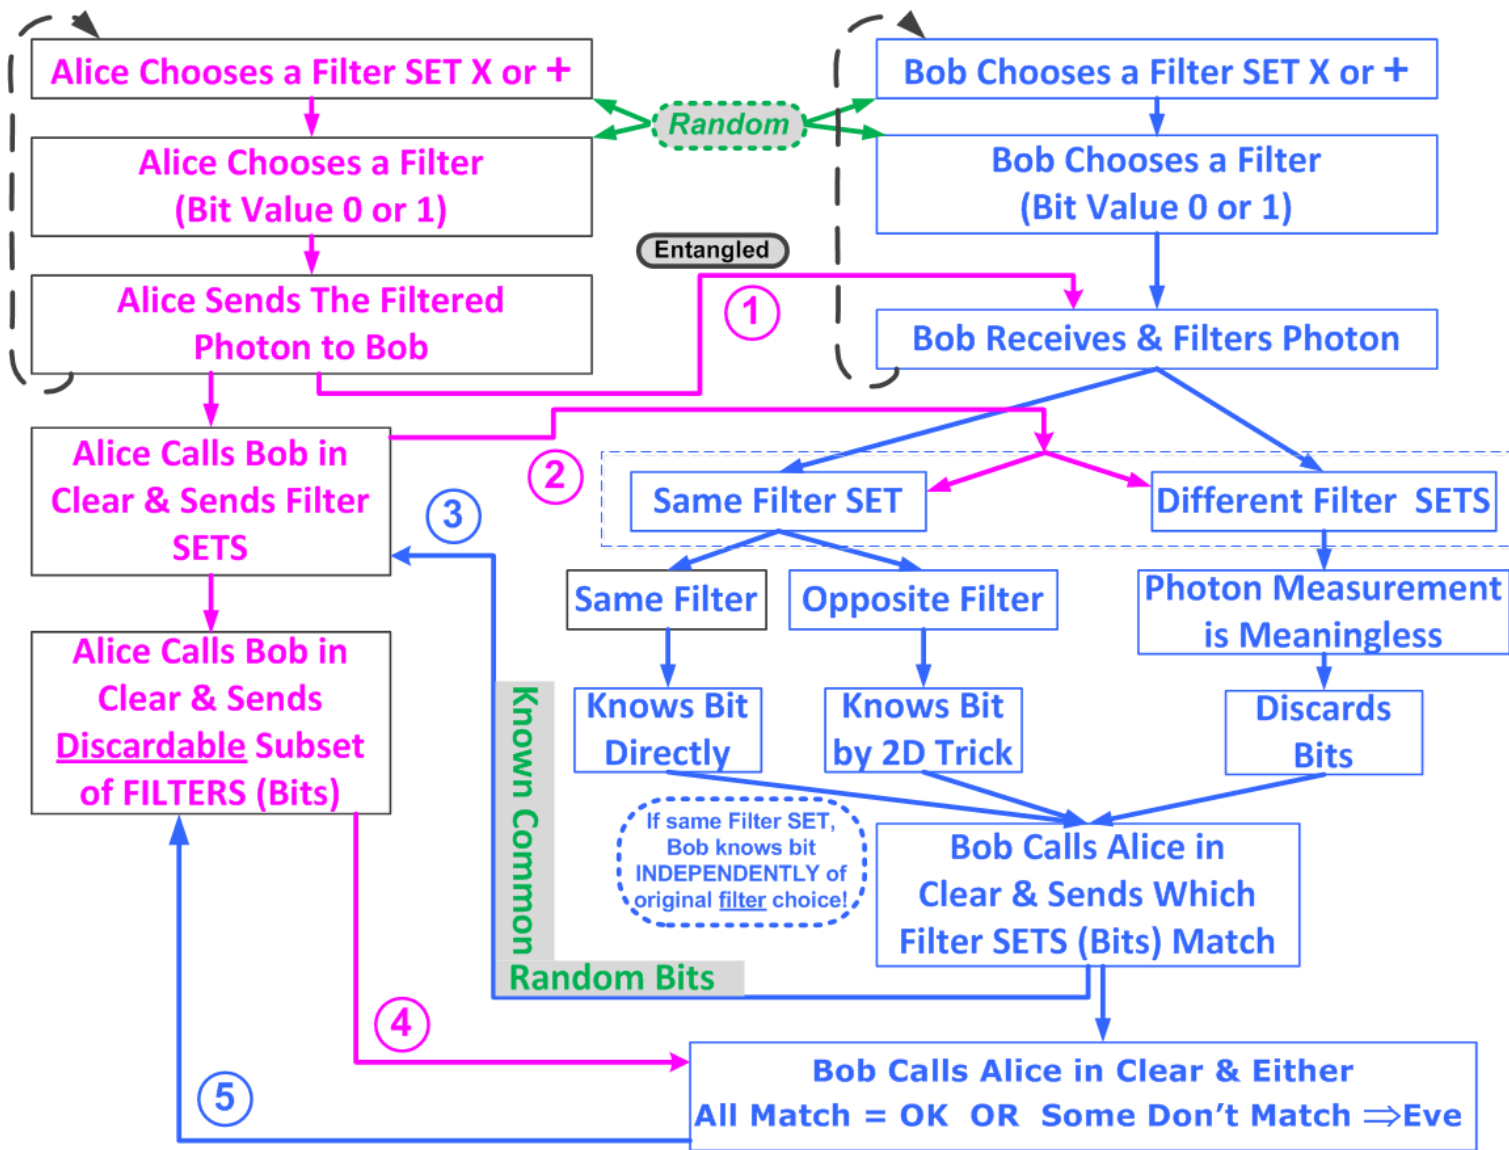 Alice Chooses a Filter SET X or +
Bob Chooses a Filter SET X or +
Random
Alice Chooses a Filter
(Bit Value 0 or 1)
Bob Chooses a Filter
(Bit Value 0 or 1)
Entangled
Alice Sends The Filtered
Photon to Bob
1
Bob Receives & Filters Photon
Alice Calls Bob in
Clear & Sends Filter
SETS
2
3
Same Filter SET
Different Filter SETS
Same Filter
Opposite Filter
Photon Measurement
is Meaningless
Alice Calls Bob in
Clear & Sends
Discardable Subset
of FILTERS (Bits)
Knows Bit
Directly
Knows Bit
by 2D Trick
Discards
Bits
Known Common
Random Bits
If same Filter SET,
Bob knows bit
INDEPENDENTLY of
original filter choice!
Bob Calls Alice in
Clear & Sends Which
Filter SETS (Bits) Match
4
5
Bob Calls Alice in Clear & Either
All Match = OK OR Some Don't Match ⇒Eve